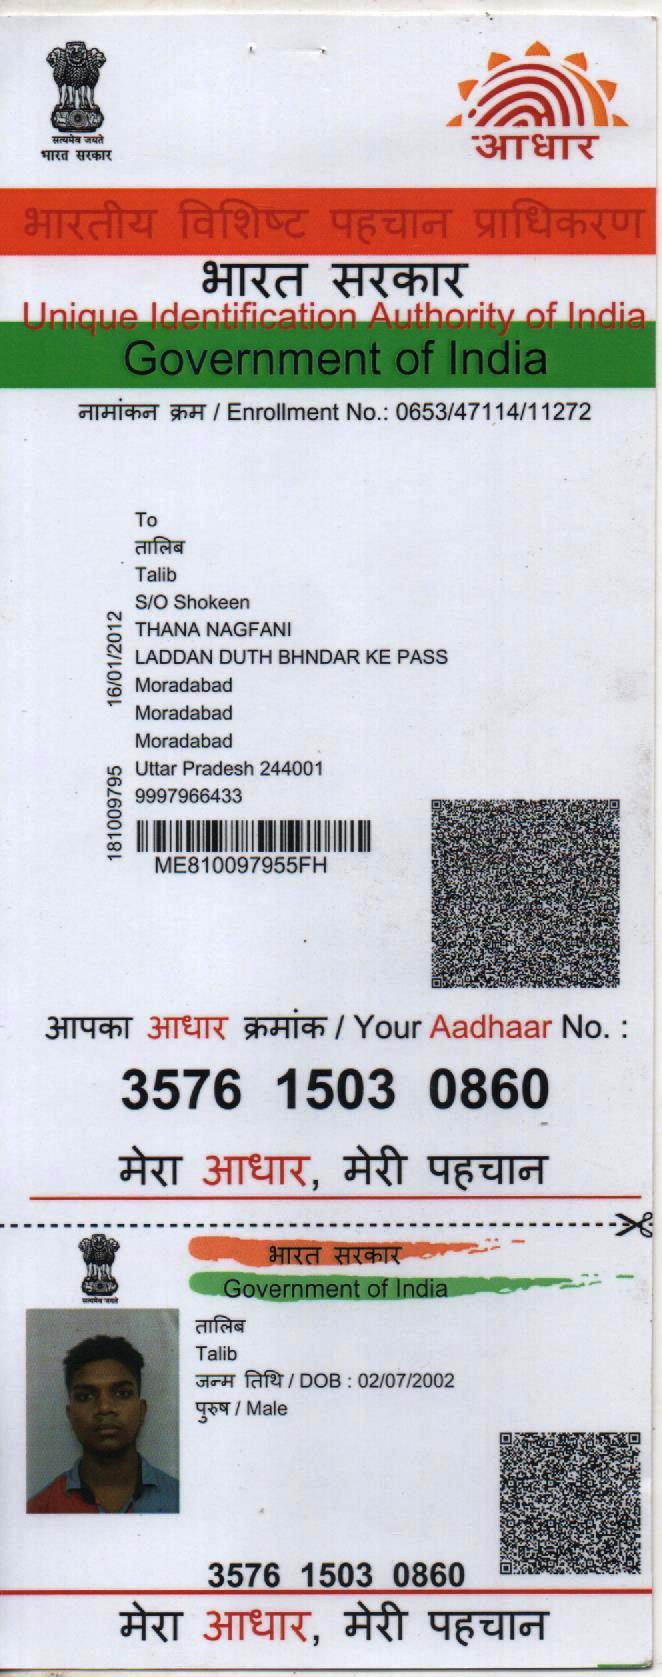 सत्यमेव जयते
भारत सरकार
आधार
भारतीय विशिष्ट पहचान प्राधिकरण
भारत सरकार
Unique Identification Authority of India
Government of India
नामांकन क्रम / Enrollment No.: 0653/47114/11272
To
तालिब
Talib
S/O Shokeen
THANA NAGFANI
LADDAN DUTH BHNDAR KE PASS
Moradabad
Moradabad
Moradabad
Uttar Pradesh 244001
9997966433
181009795 16/01/2012
ME810097955FH
आपका आधार क्रमांक / Your Aadhaar No. :
3576 1503 0860
मेरा आधार, मेरी पहचान
सत्यमेव जयते
भारत सरकार
Government of India
तालिब
Talib
जन्म तिथि / DOB : 02/07/2002
पुरुष / Male
3576 1503 0860
मेरा आधार, मेरी पहचान